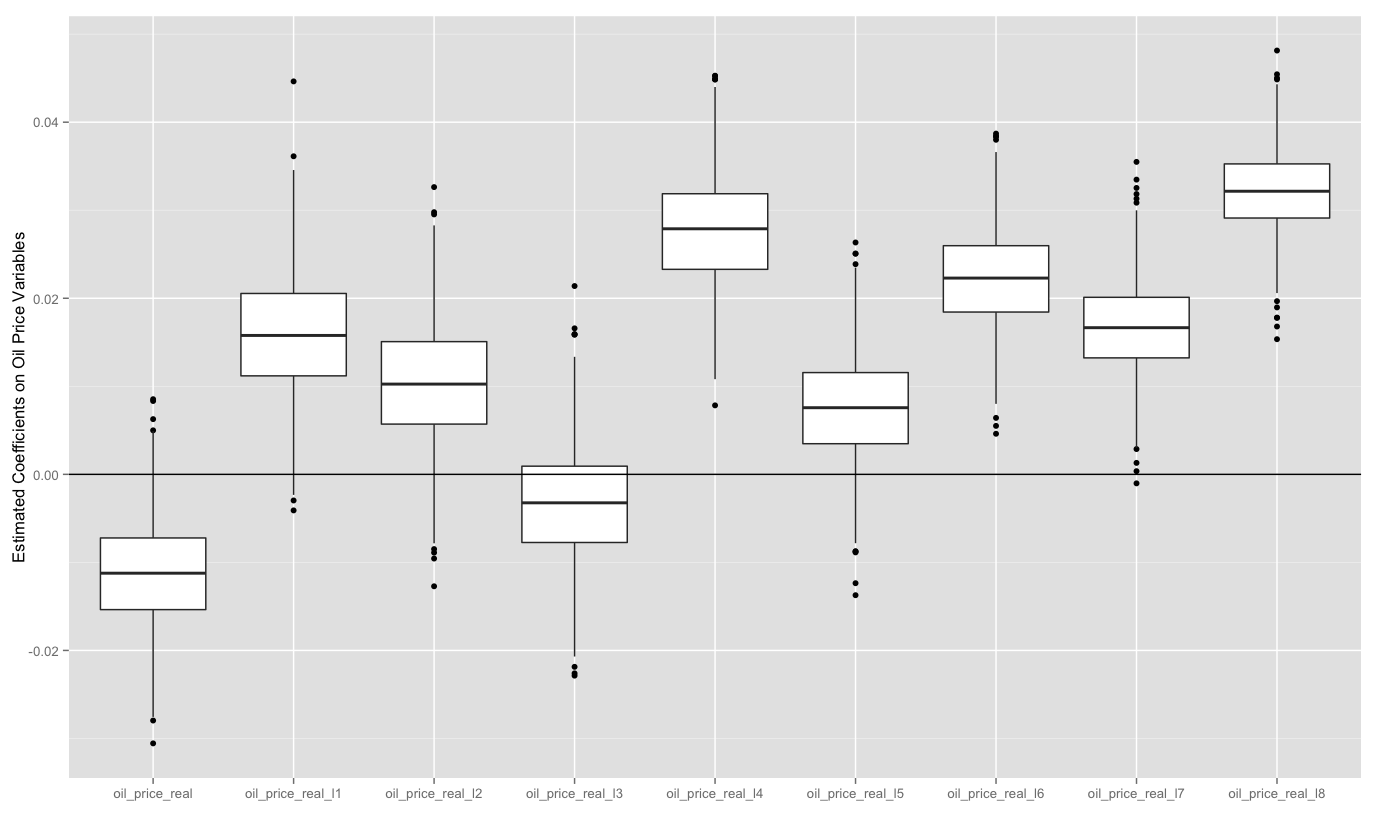 Estimated Coefficients on Oil Price Variables
0.04
0.02
0.00
-0.02
oil_price_real oil_price_real_l1 oil_price_real_l2 oil_price_real_l3 oil_price_real_l4 oil_price_real_l5 oil_price_real_l6 oil_price_real_l7 oil_price_real_l8